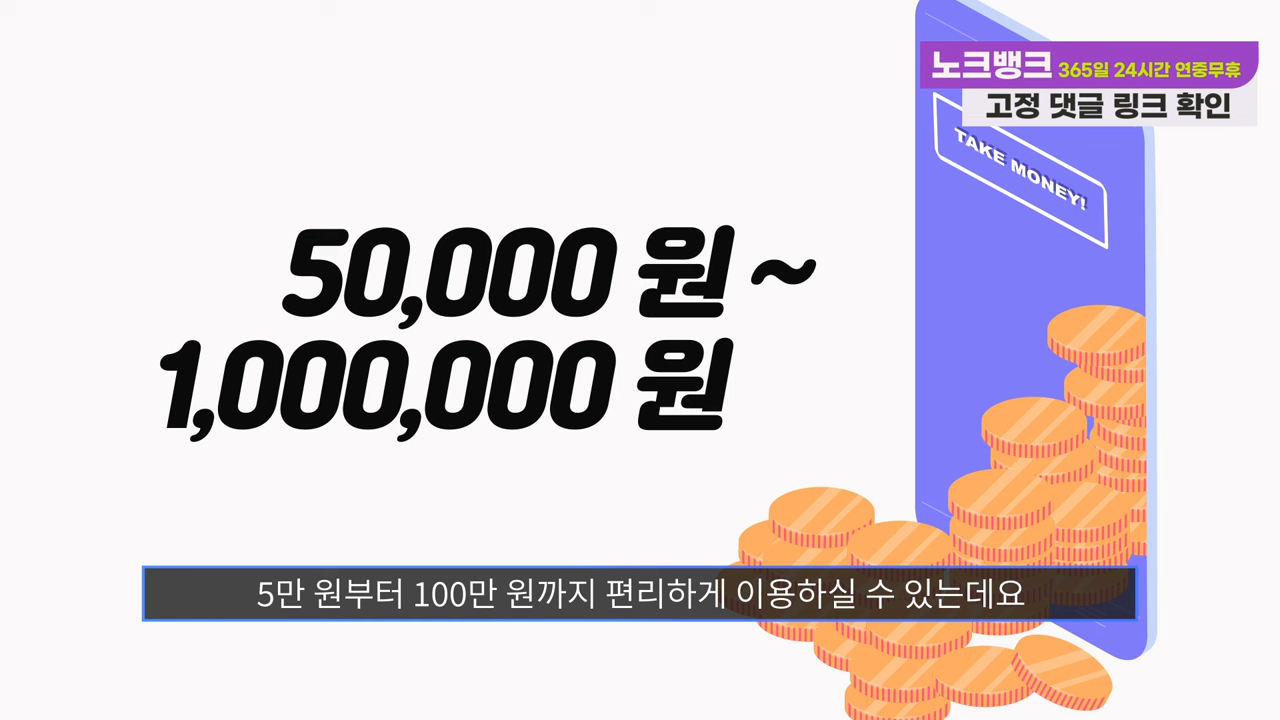 노크뱅크 365일 24시간 연중무휴
고정 댓글 링크 확인
TAKE MONEY!
50,000 원 ~
1,000,000 원
5만 원부터 100만 원까지 편리하게 이용하실 수 있는데요